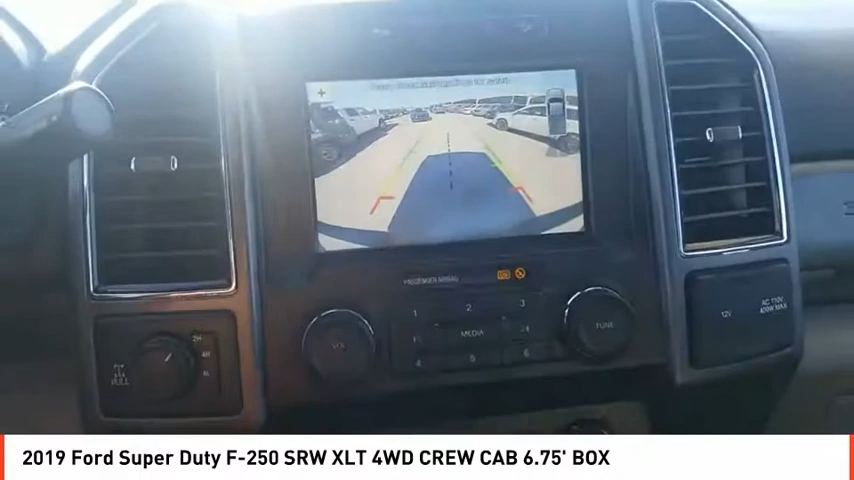 PASSENGER AIRBAG
1 2 3
VOL MEDIA TUNE
4 5 6
2H
4H
4L
PULL
12V
AC 110V
400W MAX
2019 Ford Super Duty F-250 SRW XLT 4WD CREW CAB 6.75' BOX